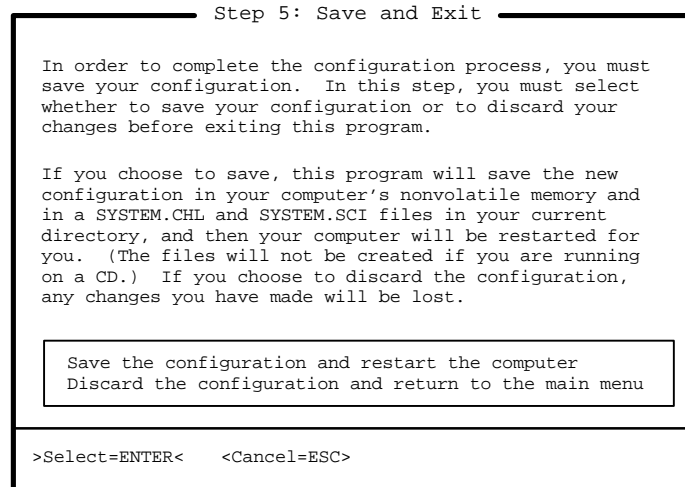 Step 5: Save and Exit
In order to complete the configuration process, you must
save your configuration.  In this step, you must select
whether to save your configuration or to discard your
changes before exiting this program.
If you choose to save, this program will save the new
configuration in your computer's nonvolatile memory and
in a SYSTEM.CHL and SYSTEM.SCI files in your current
directory, and then your computer will be restarted for
you.  (The files will not be created if you are running
on a CD.)  If you choose to discard the configuration,
any changes you have made will be lost.
Save the configuration and restart the computer
Discard the configuration and return to the main menu
>Select=ENTER<   <Cancel=ESC>